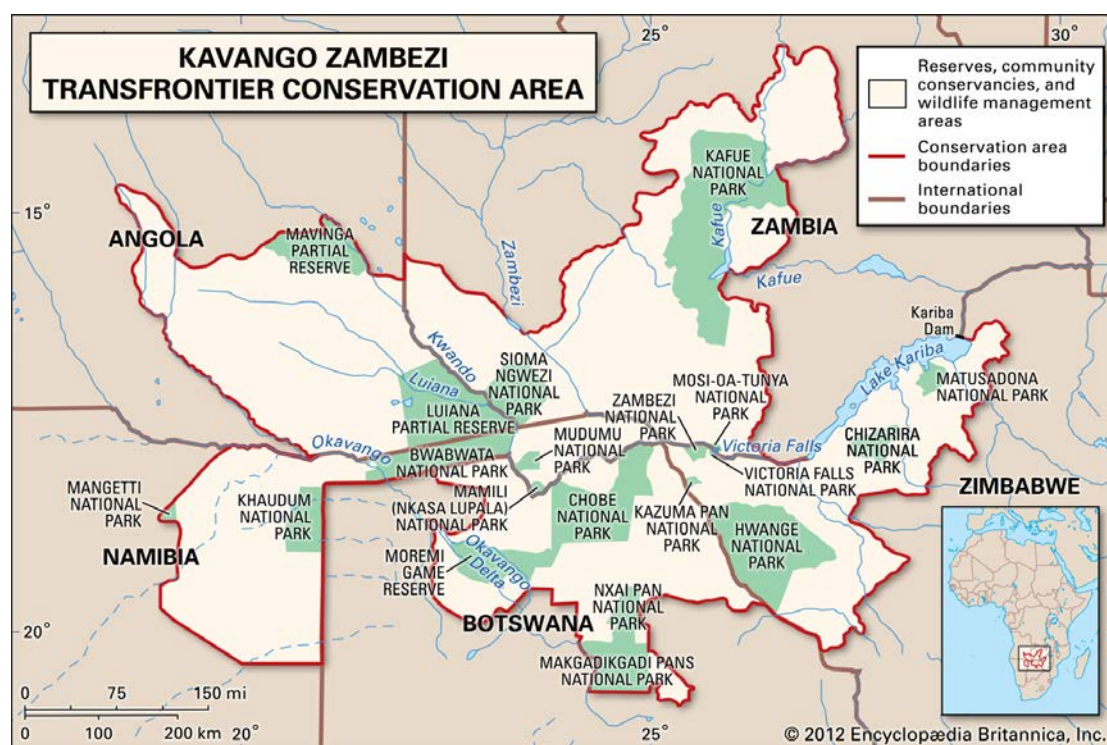 KAVANGO ZAMBEZI
TRANSFRONTIER CONSERVATION AREA
25°
30°
Reserves, community
conservancies, and
wildlife management
areas
Conservation area
boundaries
International
boundaries
15°
ANGOLA
MAVINGA
PARTIAL
RESERVE
Zambezi
KAFUE
NATIONAL
PARK
Kafue
ZAMBIA
Kafue
Kwando
Luiana
LUIANA
PARTIAL RESERVE
SIOMA
NGWEZI
NATIONAL
PARK
MOSI-OA-TUNYA
NATIONAL
PARK
ZAMBEZI
NATIONAL
PARK
Kariba
Dam
Lake Kariba
MATUSADONA
NATIONAL PARK
CHIZARIRA
NATIONAL
PARK
Okavango
BWABWATA
NATIONAL PARK
MUDUMU
NATIONAL
PARK
Victoria Falls
VICTORIA FALLS
NATIONAL PARK
ZIMBABWE
MANGETTI
NATIONAL
PARK
KHAUDUM
NATIONAL
PARK
MAMILI
(NKASA LUPALA)
NATIONAL PARK
CHOBE
NATIONAL
PARK
KAZUMA PAN
NATIONAL
PARK
HWANGE
NATIONAL
PARK
NAMIBIA
MOREMI
GAME
RESERVE
Okavango
Delta
BOTSWANA
NXAI PAN
NATIONAL
PARK
MAKGADIKGADI PANS
NATIONAL PARK
20°
0 75 150 mi
0 100 200 km
20°
25°
© 2012 Encyclopædia Britannica, Inc.